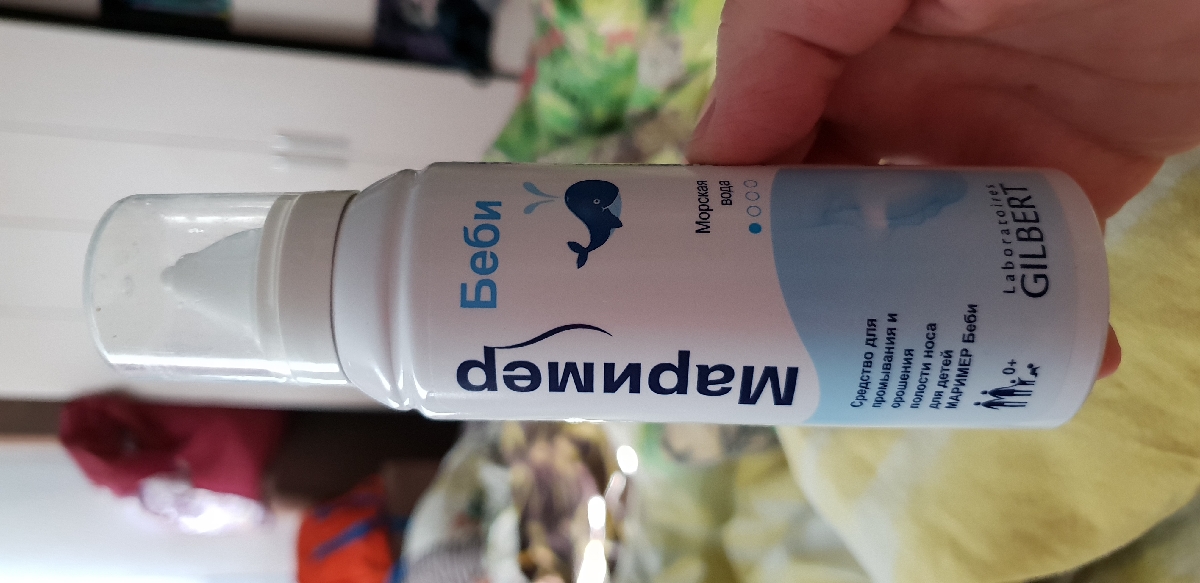 Маример
Беби
Морская
вода
Средство для
промывания и
орошения
полости носа
для детей
МАРИМЕР Беби
0+
Laboratoires
GILBERT